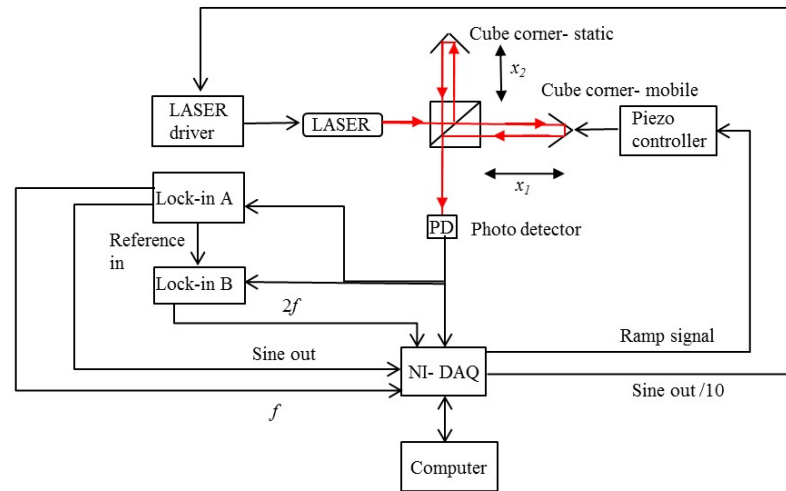 Cube corner- static
x2
Cube corner- mobile
LASER
driver
LASER
Piezo
controller
x1
Lock-in A
PD
Photo detector
Reference
in
Lock-in B
2f
Ramp signal
Sine out
NI- DAQ
Sine out /10
f
Computer